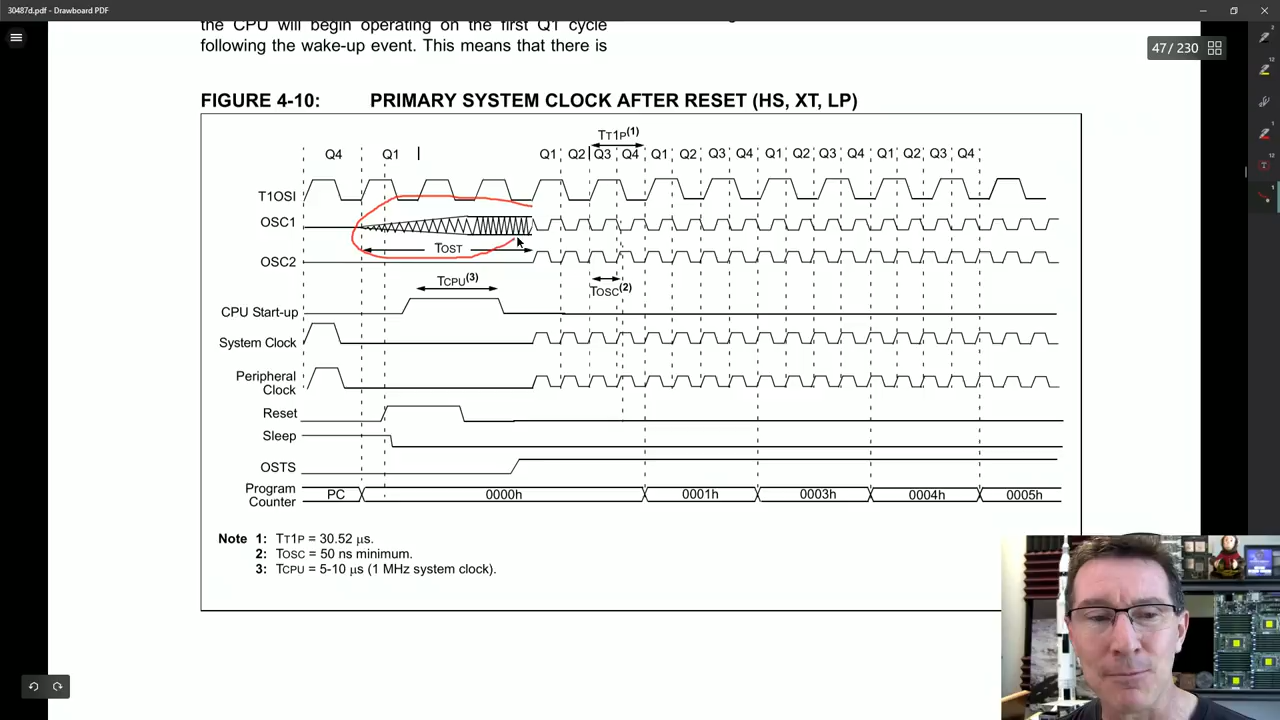 30487d.pdf - Drawboard PDF
the CPU will begin operating on the first Q1 cycle
following the wake-up event. This means that there is
47 / 230
FIGURE 4-10: PRIMARY SYSTEM CLOCK AFTER RESET (HS, XT, LP)
TT1P(1)
Q4 Q1 Q1 Q2 Q3 Q4 Q1 Q2 Q3 Q4 Q1 Q2 Q3 Q4 Q1 Q2 Q3 Q4
T1OSI
OSC1
TOST
OSC2
TCPU(3)
TOSC(2)
CPU Start-up
System Clock
Peripheral
Clock
Reset
Sleep
OSTS
Program
Counter
PC 0000h 0001h 0003h 0004h 0005h
Note 1: TT1P = 30.52 µs.
2: TOSC = 50 ns minimum.
3: TCPU = 5-10 µs (1 MHz system clock).